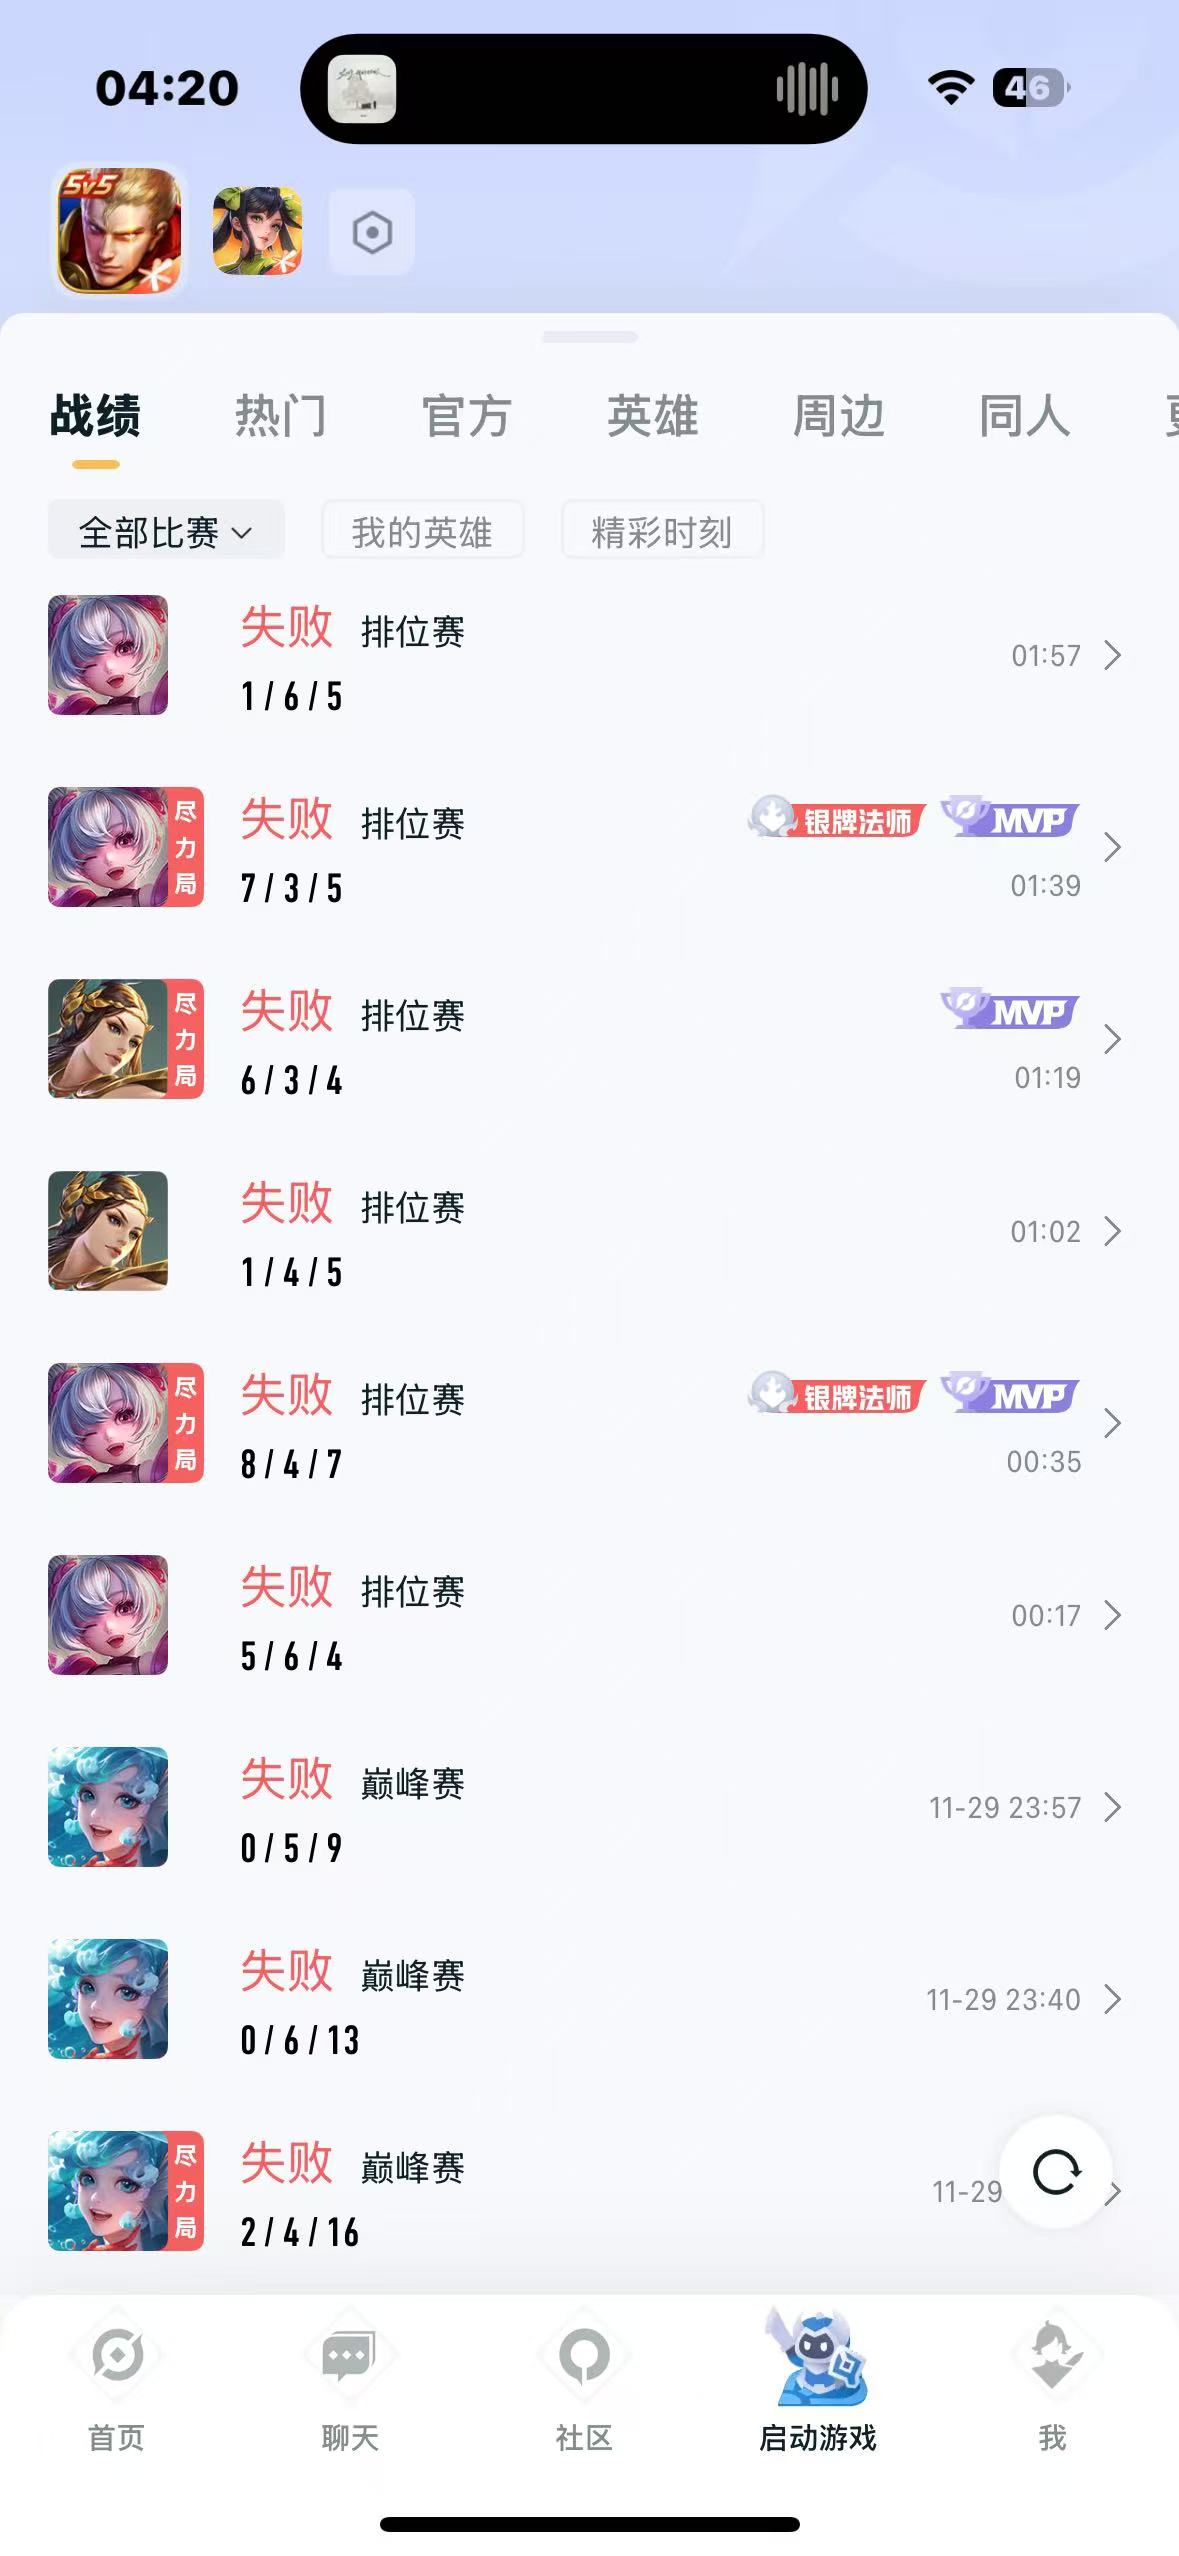 04:20
46
5v5
战绩 热门 官方 英雄 周边 同人
全部比赛 我的英雄 精彩时刻
失败 排位赛
01:57
1 / 6 / 5
尽力局
失败 排位赛
银牌法师 MVP
7 / 3 / 5
01:39
尽力局
失败 排位赛
MVP
6 / 3 / 4
01:19
失败 排位赛
01:02
1 / 4 / 5
尽力局
失败 排位赛
银牌法师 MVP
8 / 4 / 7
00:35
失败 排位赛
00:17
5 / 6 / 4
失败 巅峰赛
11-29 23:57
0 / 5 / 9
失败 巅峰赛
11-29 23:40
0 / 6 / 13
尽力局
失败 巅峰赛
11-29
2 / 4 / 16
首页 聊天 社区 启动游戏 我